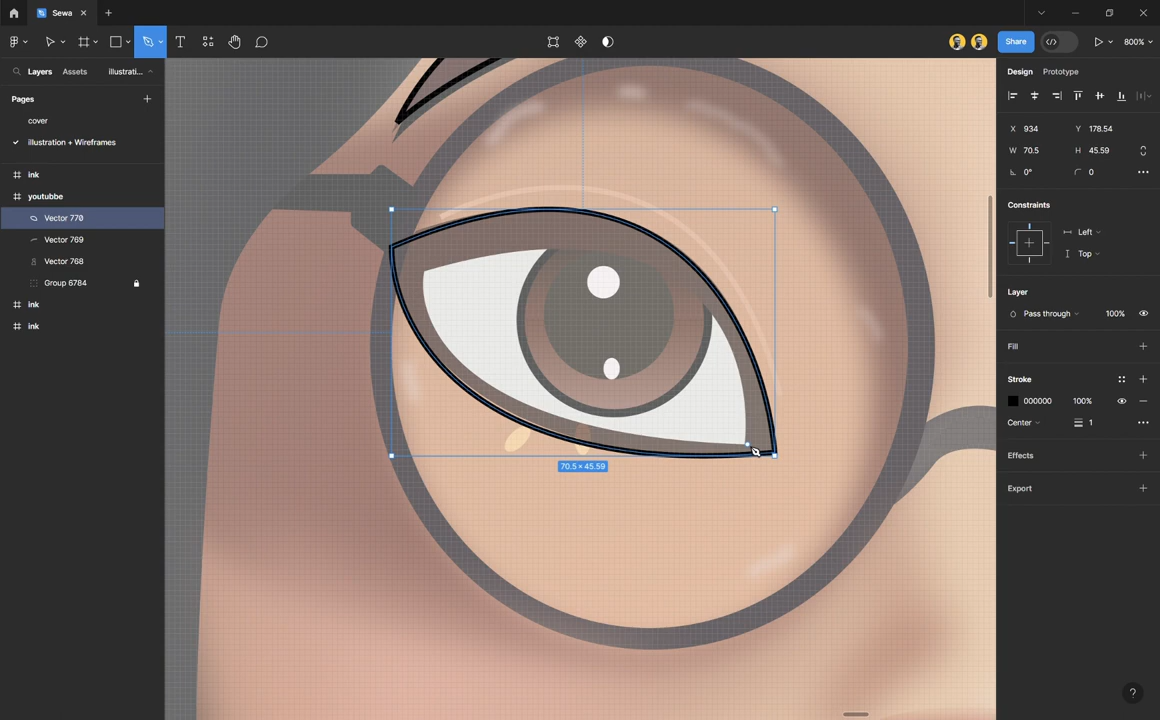 Sewa
Share
800%
Layers
Assets
illustrati...
Pages
cover
illustration + Wireframes
ink
youtubbe
Vector 770
Vector 769
Vector 768
Group 6784
ink
ink
70.5 × 45.59
Design
Prototype
X 934
Y 178.54
W 70.5
H 45.59
0°
0
Constraints
Left
Top
Layer
Pass through
100%
Fill
Stroke
000000
100%
Center
1
Effects
Export
?